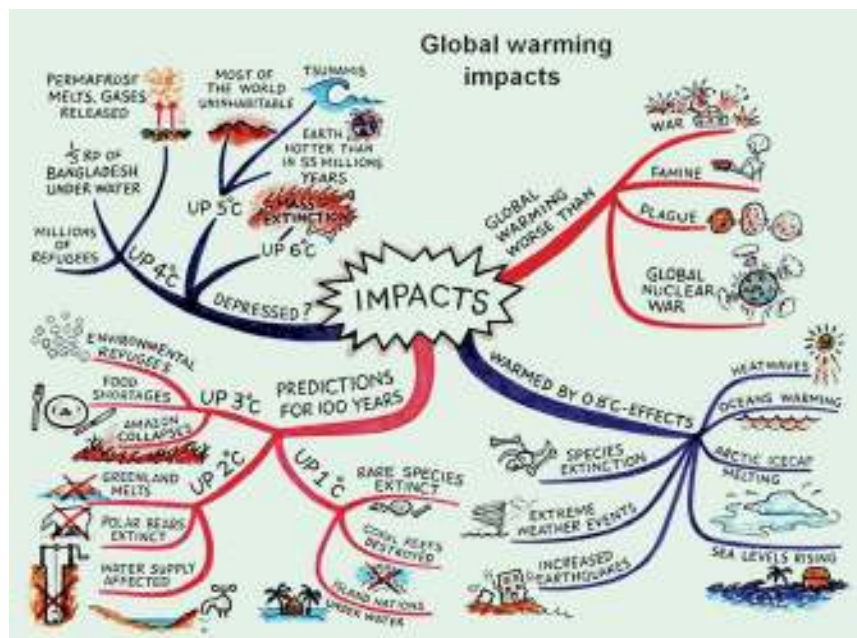 Global warming
impacts
PERMAFROST
MELTS, GASES
RELEASED
MOST OF
THE WORLD
UNINHABITABLE
TSUNAMIS
EARTH
HOTTER THAN
IN 55 MILLIONS
YEARS
1/5 RD OF
BANGLADESH
UNDER WATER
MILLIONS
OF
REFUGEES
UP 4°C
UP 5°C
MASS
EXTINCTION
UP 6°C
DEPRESSED?
IMPACTS
GLOBAL
WARMING
WORSE THAN
WAR
FAMINE
PLAGUE
GLOBAL
NUCLEAR
WAR
ENVIRONMENTAL
REFUGEES
FOOD
SHORTAGES
AMAZON
COLLAPSES
UP 3°C
PREDICTIONS
FOR 100 YEARS
GREENLAND
MELTS
POLAR BEARS
EXTINCT
WATER SUPPLY
AFFECTED
UP 2°C
UP 1°C
RARE SPECIES
EXTINCT
CORAL REEFS
DESTROYED
ISLAND NATIONS
UNDER WATER
WARMED BY 0.8°C-EFFECTS
HEATWAVES
OCEANS WARMING
ARCTIC ICECAP
MELTING
SEA LEVELS RISING
SPECIES
EXTINCTION
EXTREME
WEATHER EVENTS
INCREASED
EARTHQUAKES